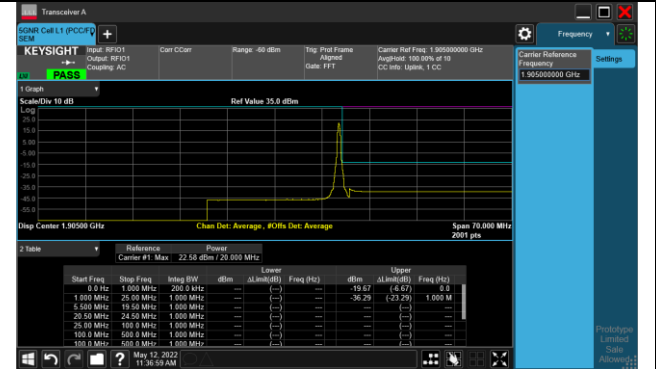 Transceiver A
5GNR Cell L1 (PCC/FD
SEM
+
Frequency
KEYSIGHT
Input: RFIO1
Output: RFIO1
Coupling: AC
Corr CCorr
Range: -60 dBm
Trig: Prot Frame
Aligned
Gate: FFT
Carrier Ref Freq: 1.905000000 GHz
Avg|Hold: 100.00% of 10
CC Info: Uplink, 1 CC
PASS
Carrier Reference
Frequency
1.905000000 GHz
Settings
1 Graph
Scale/Div 10 dB
Ref Value 35.0 dBm
Log
25.0
15.0
5.00
-5.00
-15.0
-25.0
-35.0
-45.0
-55.0
Disp Center 1.90500 GHz
Chan Det: Average, #Offs Det: Average
Span 70.000 MHz
2001 pts
2 Table
Reference Power
Carrier #1: Max 22.58 dBm / 20.000 MHz
Lower Upper
Start Freq Stop Freq Integ BW dBm ΔLimit(dB) Freq (Hz) dBm ΔLimit(dB) Freq (Hz)
0.0 Hz 1.000 MHz 200.0 kHz --- (---) --- -19.67 (-6.67) 0.0
1.000 MHz 25.00 MHz 1.000 MHz --- (---) --- -36.29 (-23.29) 1.000 M
5.500 MHz 19.50 MHz 1.000 MHz --- (---) --- --- (---) ---
20.50 MHz 24.50 MHz 1.000 MHz --- (---) --- --- (---) ---
25.00 MHz 100.0 MHz 1.000 MHz --- (---) --- --- (---) ---
100.0 MHz 500.0 MHz 1.000 MHz --- (---) --- --- (---) ---
100.0 MHz 500.0 MHz 1.000 MHz --- (---) --- --- (---) ---
Prototype
Limited
Sale
Allowed
?
May 12, 2022
11:36:59 AM